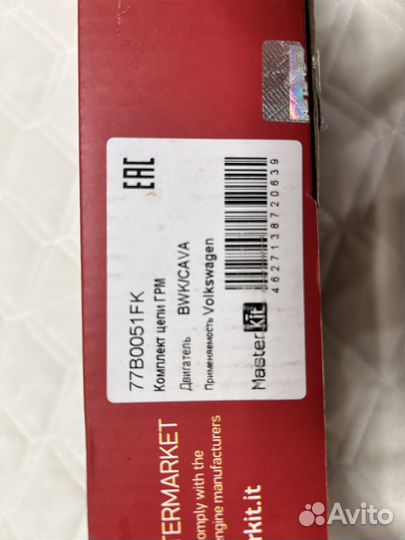 EAC
77B0051FK
Комплект цепи ГРМ
Двигатель BWK/CAVA
Применяемость Volkswagen
4627138720639
MasterKit
TERMARKET
omply with the
engine manufacturers
rkit.it
Avito